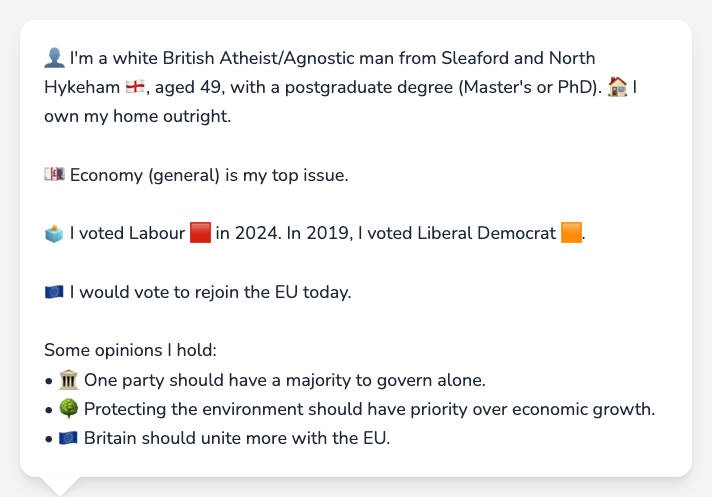 👤 I'm a white British Atheist/Agnostic man from Sleaford and North
Hykeham 🏴󠁧󠁢󠁥󠁮󠁧󠁿, aged 49, with a postgraduate degree (Master's or PhD). 🏠 I
own my home outright.
💷 Economy (general) is my top issue.
🗳️ I voted Labour 🟥 in 2024. In 2019, I voted Liberal Democrat 🟧.
🇪🇺 I would vote to rejoin the EU today.
Some opinions I hold:
• 🏛️ One party should have a majority to govern alone.
• 🌳 Protecting the environment should have priority over economic growth.
• 🇪🇺 Britain should unite more with the EU.